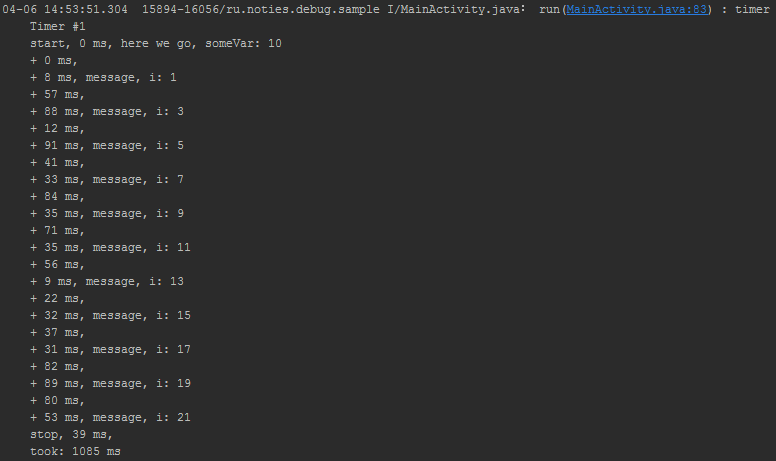 04-06 14:53:51.304  15894-16056/ru.noties.debug.sample I/MainActivity.java:  run(MainActivity.java:83) : timer
Timer #1
start, 0 ms, here we go, someVar: 10
+ 0 ms,
+ 8 ms, message, i: 1
+ 57 ms,
+ 88 ms, message, i: 3
+ 12 ms,
+ 91 ms, message, i: 5
+ 41 ms,
+ 33 ms, message, i: 7
+ 84 ms,
+ 35 ms, message, i: 9
+ 71 ms,
+ 35 ms, message, i: 11
+ 56 ms,
+ 9 ms, message, i: 13
+ 22 ms,
+ 32 ms, message, i: 15
+ 37 ms,
+ 31 ms, message, i: 17
+ 82 ms,
+ 89 ms, message, i: 19
+ 80 ms,
+ 53 ms, message, i: 21
stop, 39 ms,
took: 1085 ms